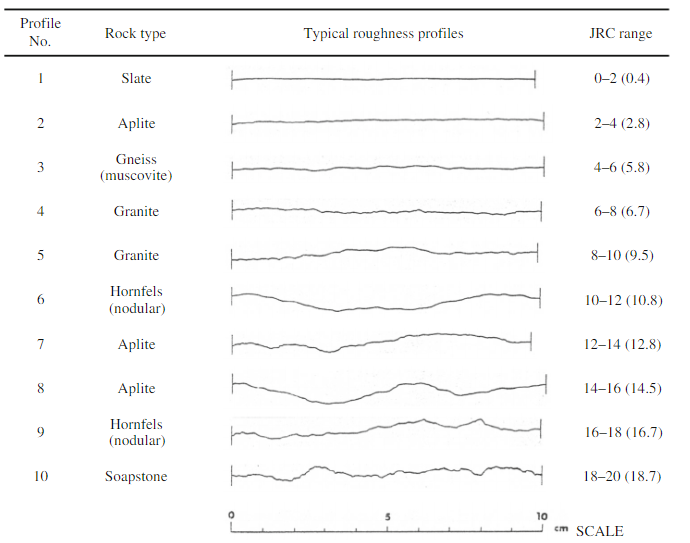 Profile No. Rock type Typical roughness profiles JRC range
1 Slate 0–2 (0.4)
2 Aplite 2–4 (2.8)
3 Gneiss (muscovite) 4–6 (5.8)
4 Granite 6–8 (6.7)
5 Granite 8–10 (9.5)
6 Hornfels (nodular) 10–12 (10.8)
7 Aplite 12–14 (12.8)
8 Aplite 14–16 (14.5)
9 Hornfels (nodular) 16–18 (16.7)
10 Soapstone 18–20 (18.7)
0 5 10
cm SCALE